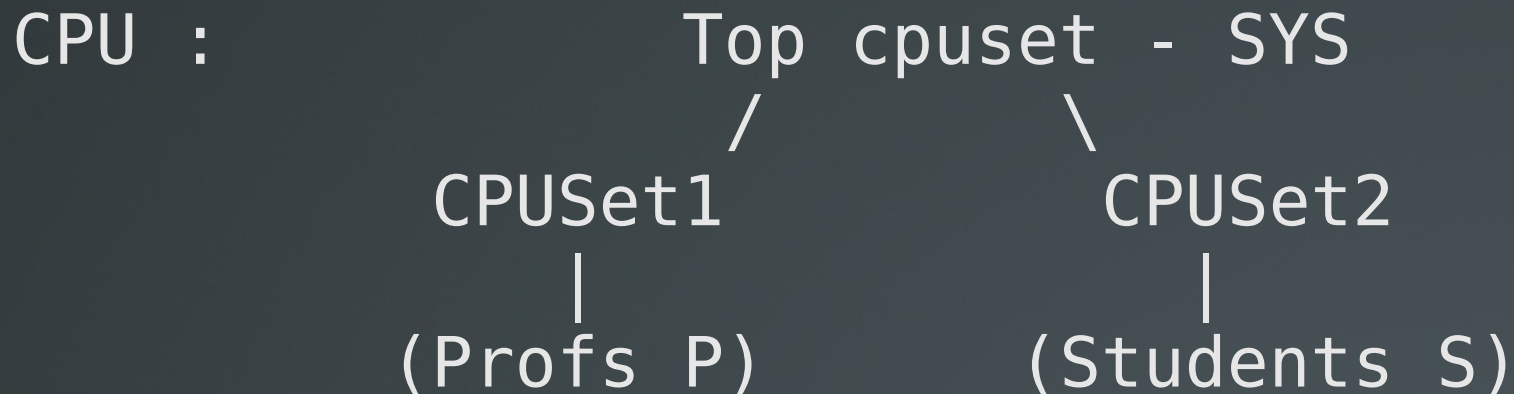 CPU :          Top cpuset - SYS
/       \
CPUSet1         CPUSet2
|               |
(Profs P)      (Students S)